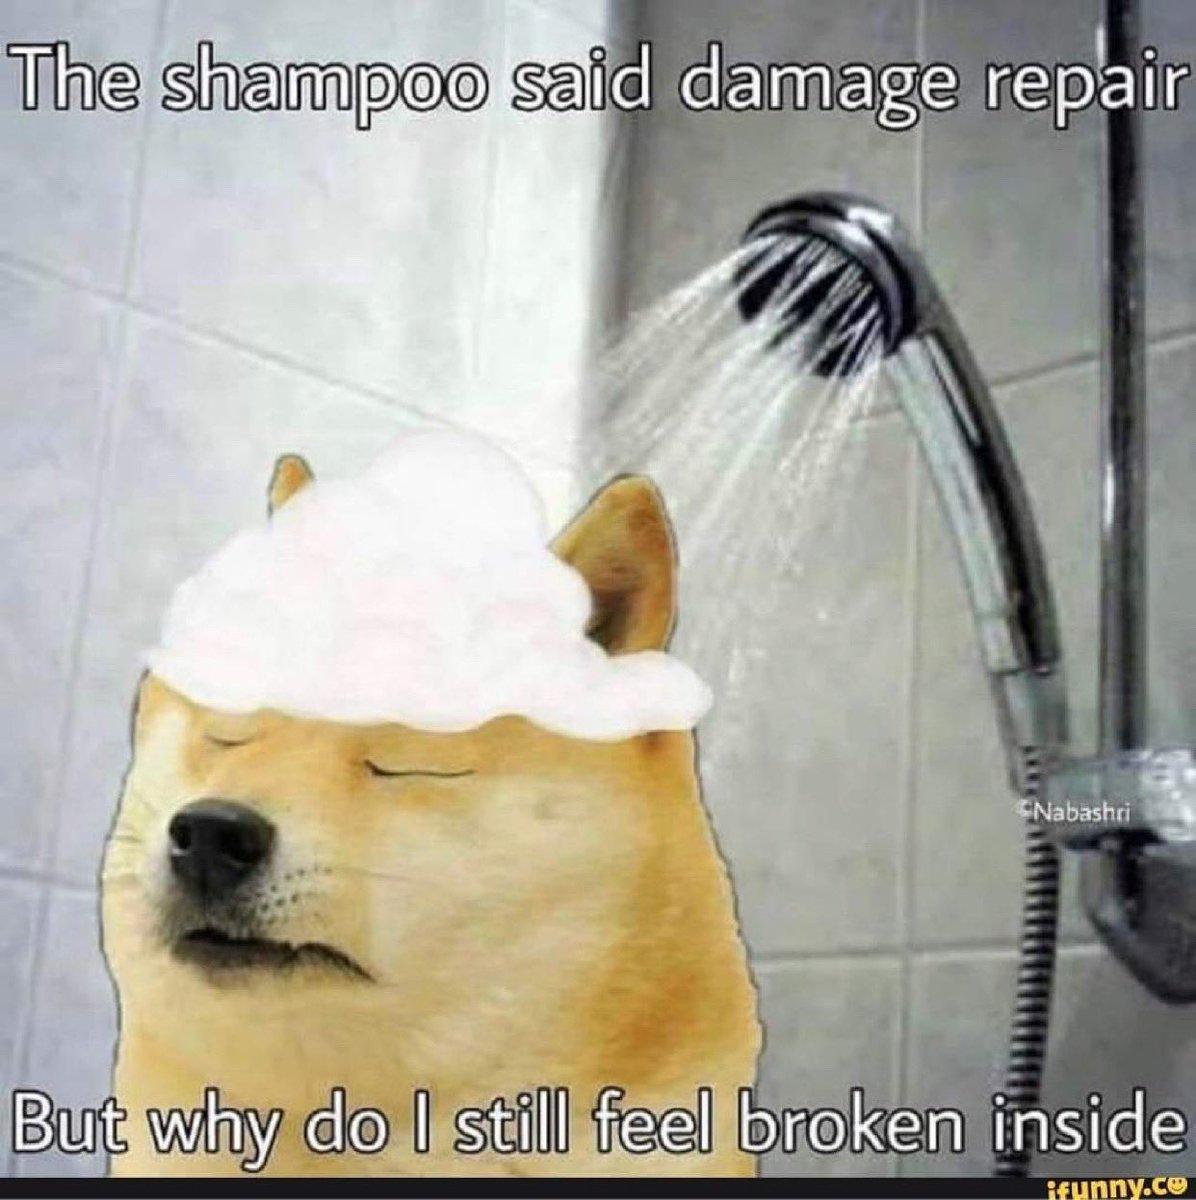 The shampoo said damage repair
©Nabashri
But why do I still feel broken inside
ifunny.co